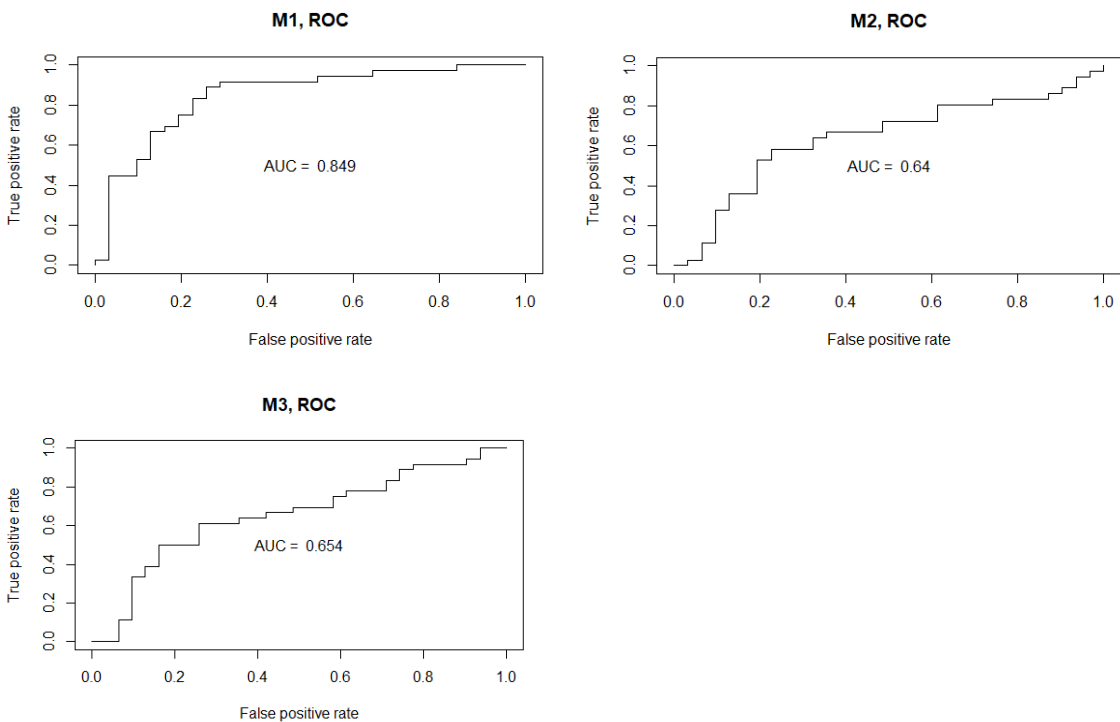 M1, ROC
True positive rate
0.0 0.2 0.4 0.6 0.8 1.0
AUC = 0.849
0.0 0.2 0.4 0.6 0.8 1.0
False positive rate
M2, ROC
True positive rate
0.0 0.2 0.4 0.6 0.8 1.0
AUC = 0.64
0.0 0.2 0.4 0.6 0.8 1.0
False positive rate
M3, ROC
True positive rate
0.0 0.2 0.4 0.6 0.8 1.0
AUC = 0.654
0.0 0.2 0.4 0.6 0.8 1.0
False positive rate